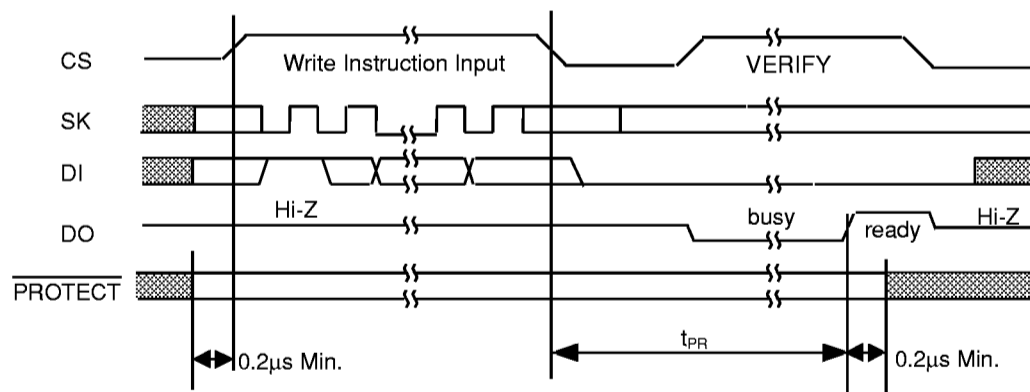 CS
Write Instruction Input
VERIFY
SK
DI
Hi-Z
DO
busy
ready
Hi-Z
PROTECT
0.2µs Min.
tPR
0.2µs Min.